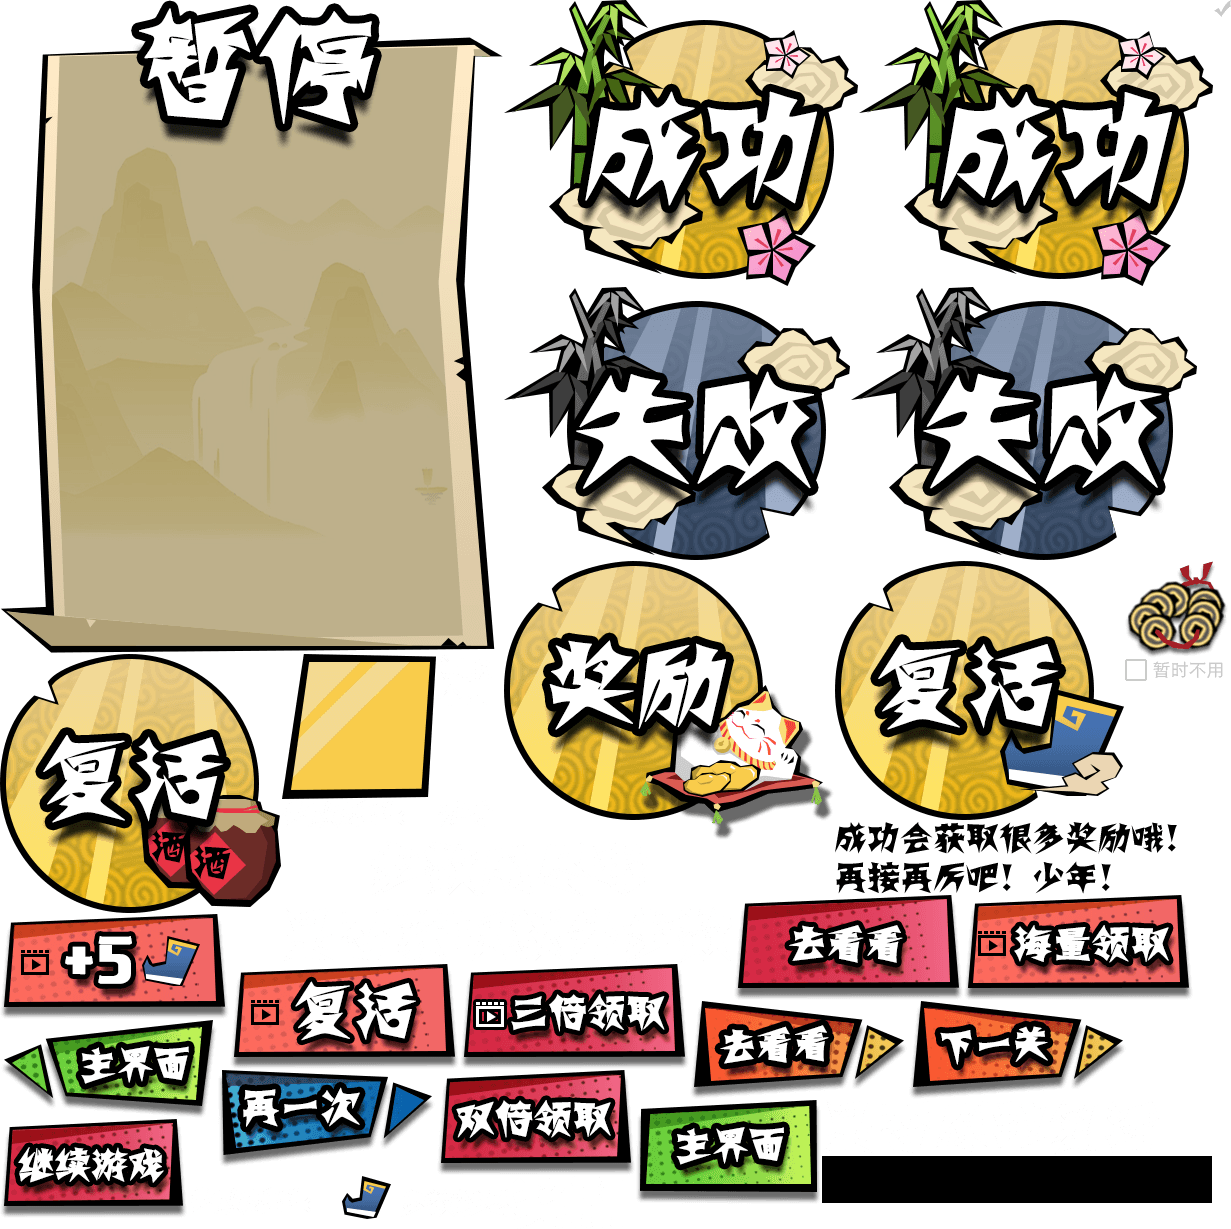 暂停
成功
成功
失败
失败
奖励
复活
暂时不用
复活
酒
酒
成功会获取很多奖励哦!
再接再厉吧! 少年!
+5
复活
三倍领取
去看看
海量领取
主界面
再一次
双倍领取
去看看
下一关
继续游戏
主界面